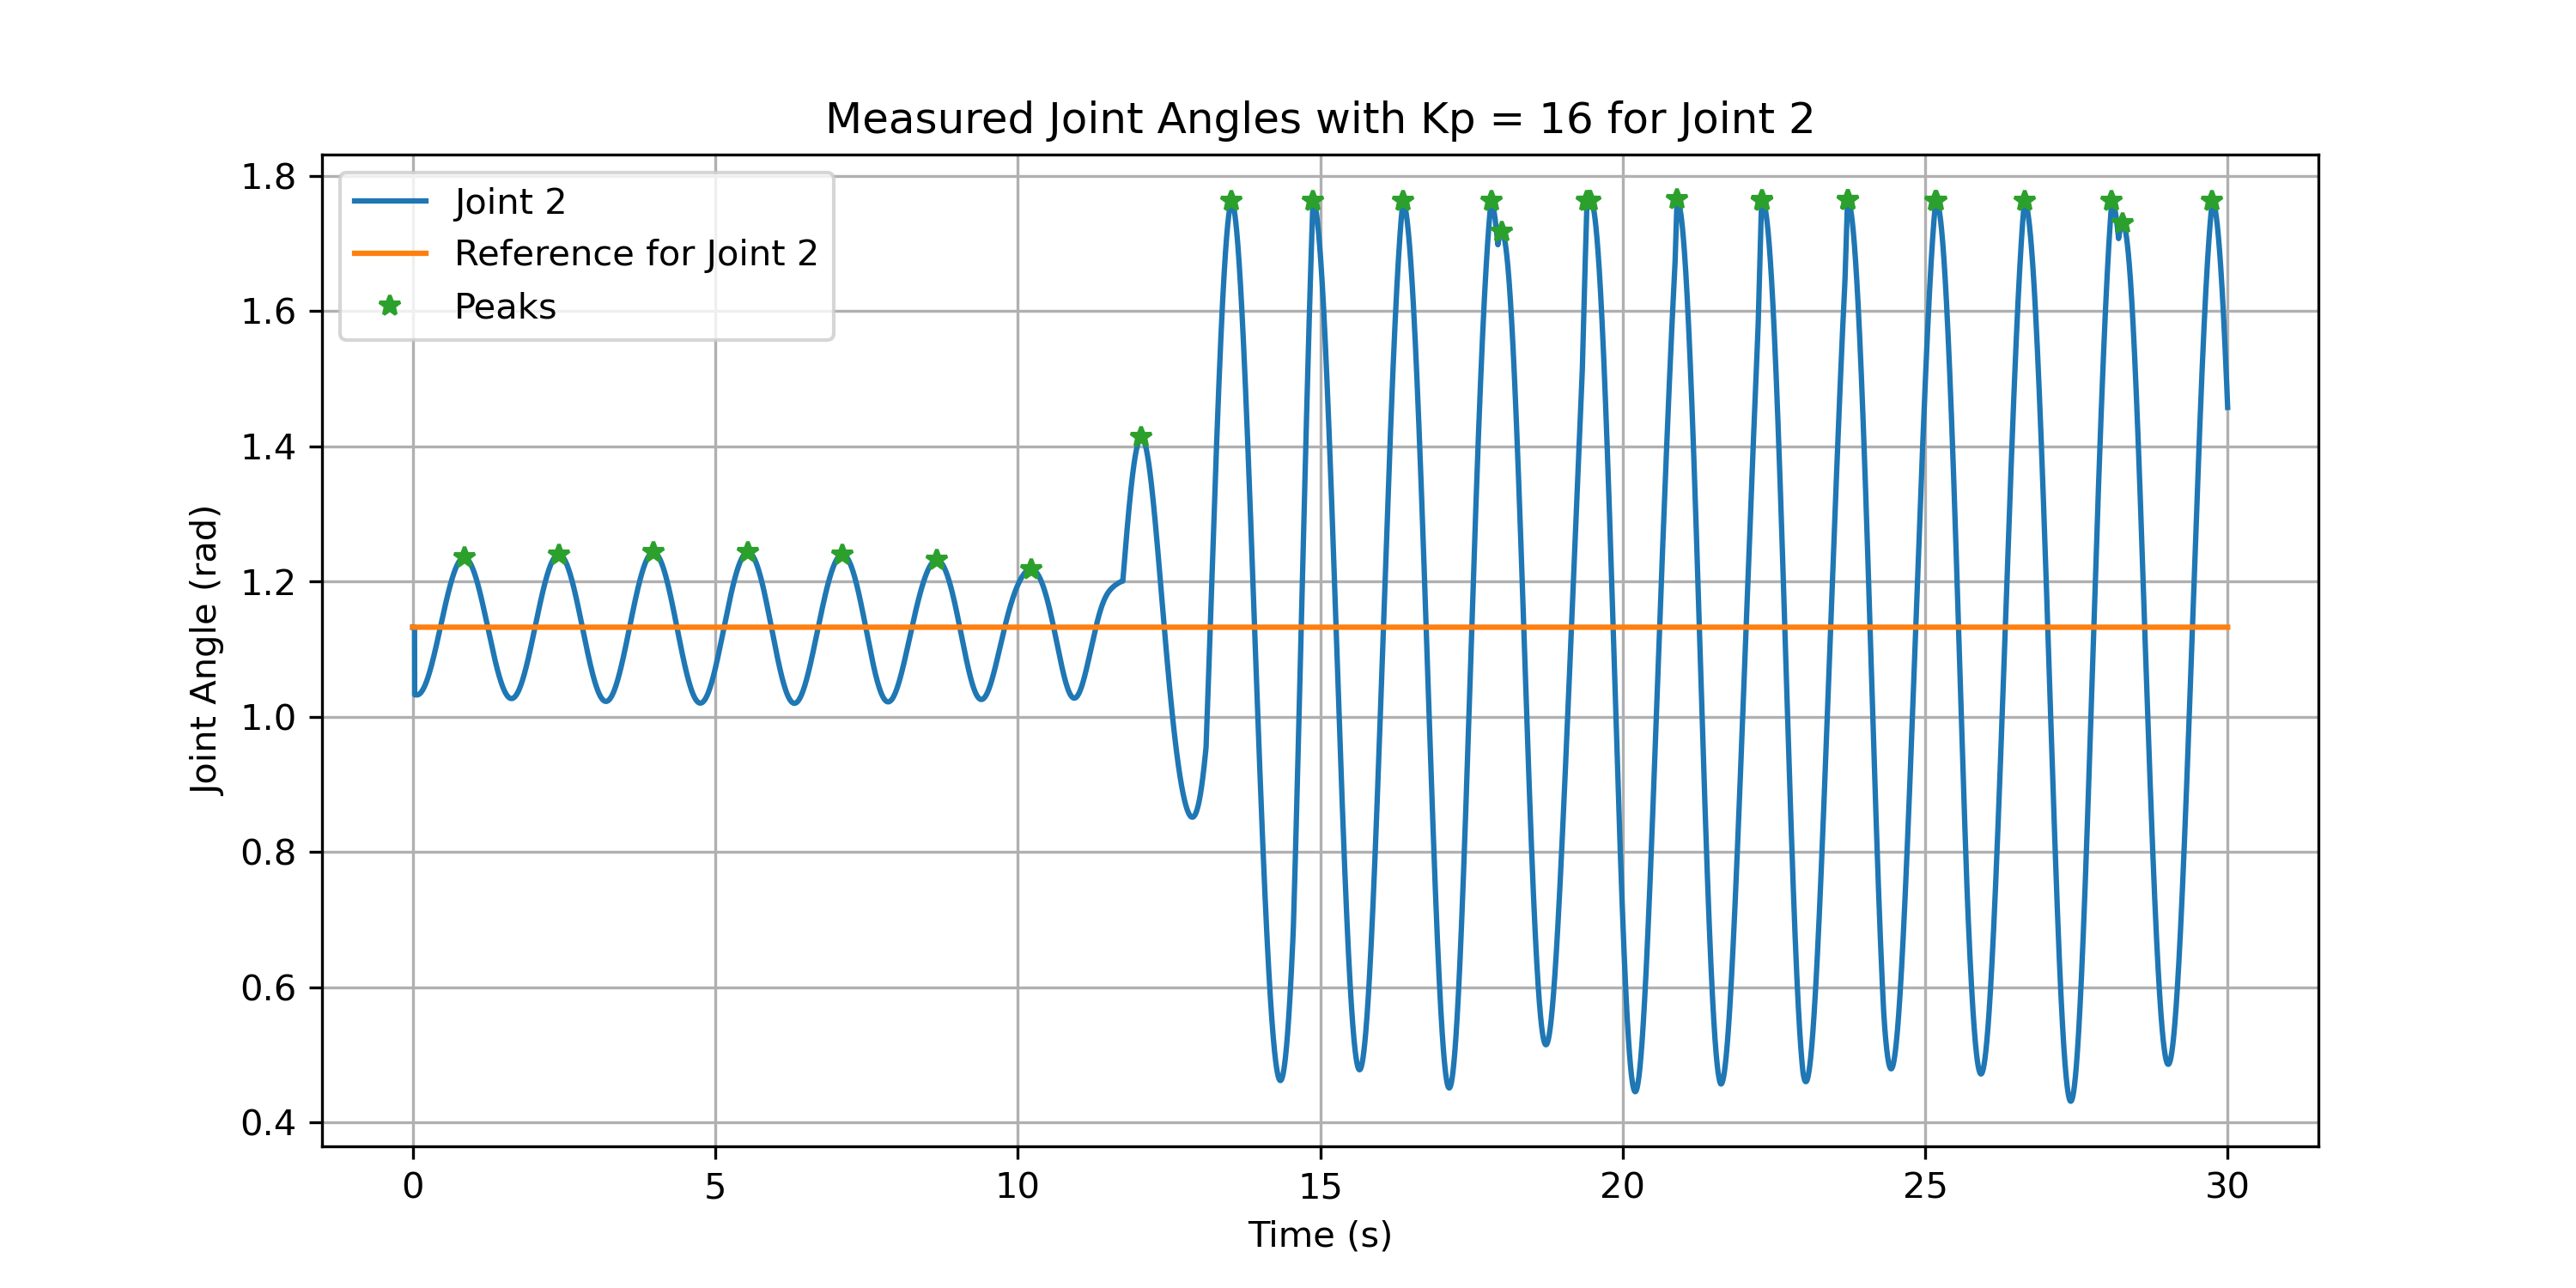 Measured Joint Angles with Kp = 16 for Joint 2
Joint 2
Reference for Joint 2
Peaks
Joint Angle (rad)
1.8
1.6
1.4
1.2
1.0
0.8
0.6
0.4
0 5 10 15 20 25 30
Time (s)